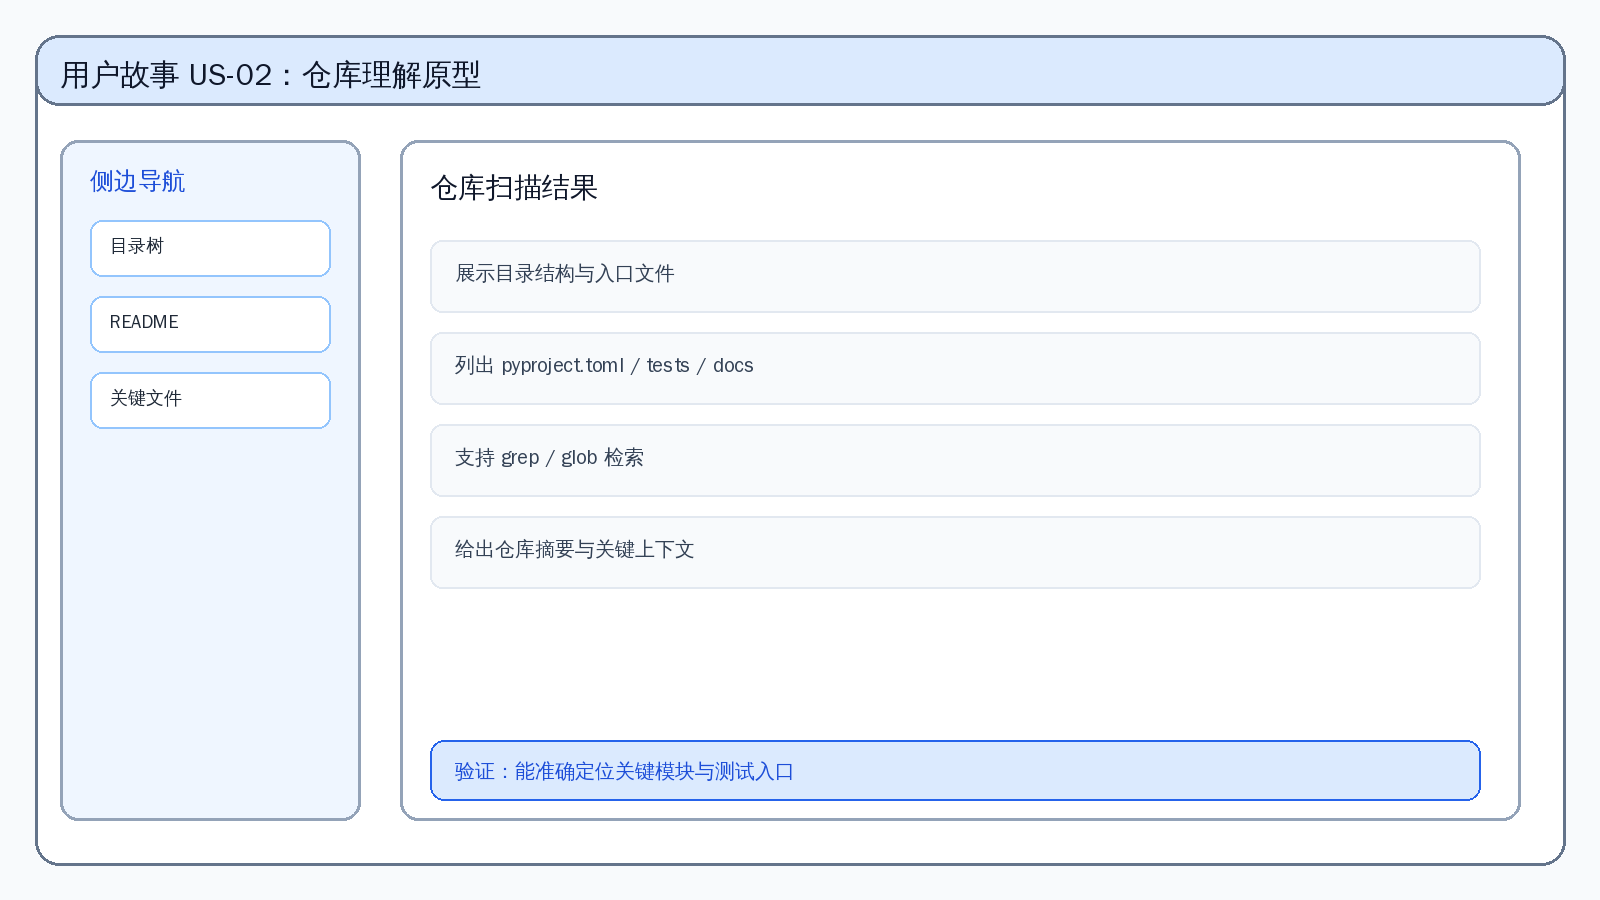 用户故事 US-02：仓库理解原型
侧边导航
目录树
README
关键文件
仓库扫描结果
展示目录结构与入口文件
列出 pyproject.toml / tests / docs
支持 grep / glob 检索
给出仓库摘要与关键上下文
验证：能准确定位关键模块与测试入口